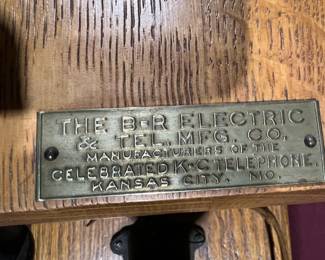 THE B-R ELECTRIC
& TEL. MFG. CO.
MANUFACTURERS OF THE
CELEBRATED K-C TELEPHONE.
KANSAS CITY, MO.